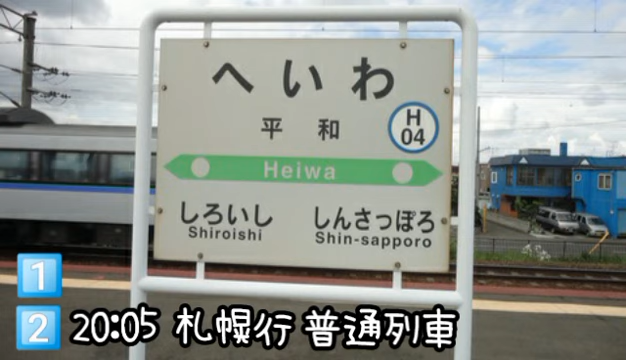 へいわ
平和
H
04
Heiwa
しろいし しんさっぽろ
Shiroishi Shin-sapporo
1
2 20:05 札幌行 普通列車